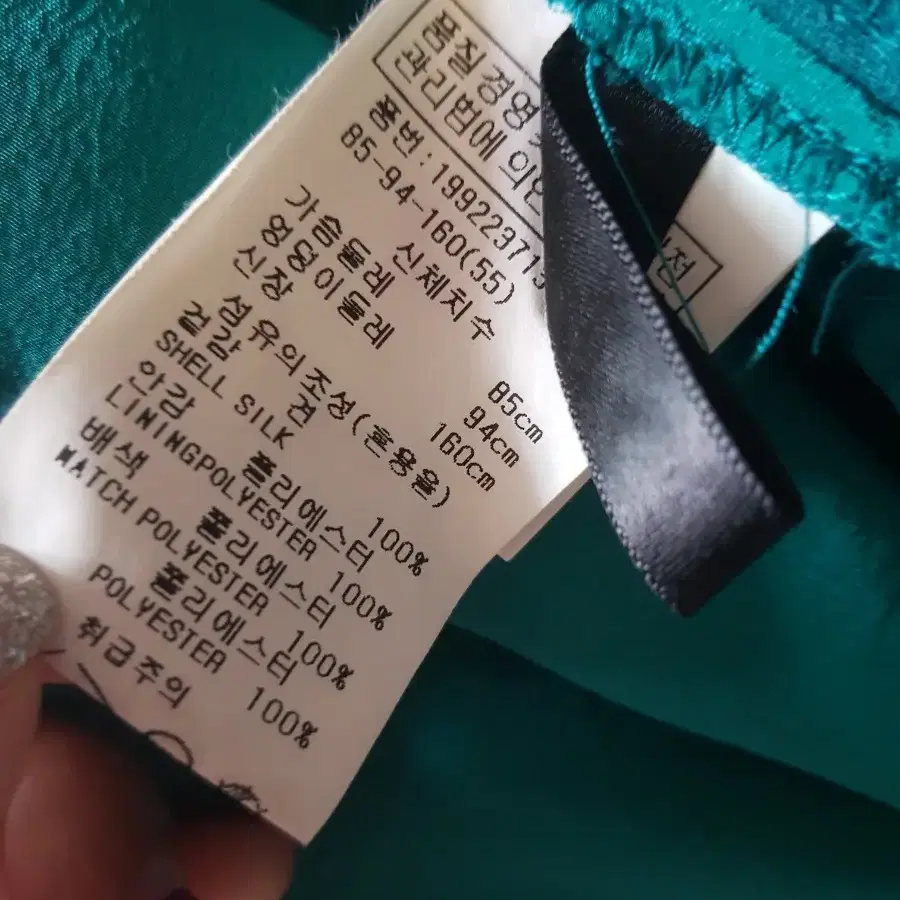 품질 경영
관리법에 의한
품번 : 1992237
85-94-160(55)
신체치수
가슴둘레 85cm
엉덩이둘레 94cm
신장 160cm
섬유의조성(혼용율)
겉감 견
SHELL SILK 100%
안감 폴리에스터
LININGPOLYESTER 100%
배색 폴리에스터
MATCH POLYESTER 100%
폴리에스터
POLYESTER 100%
취급주의